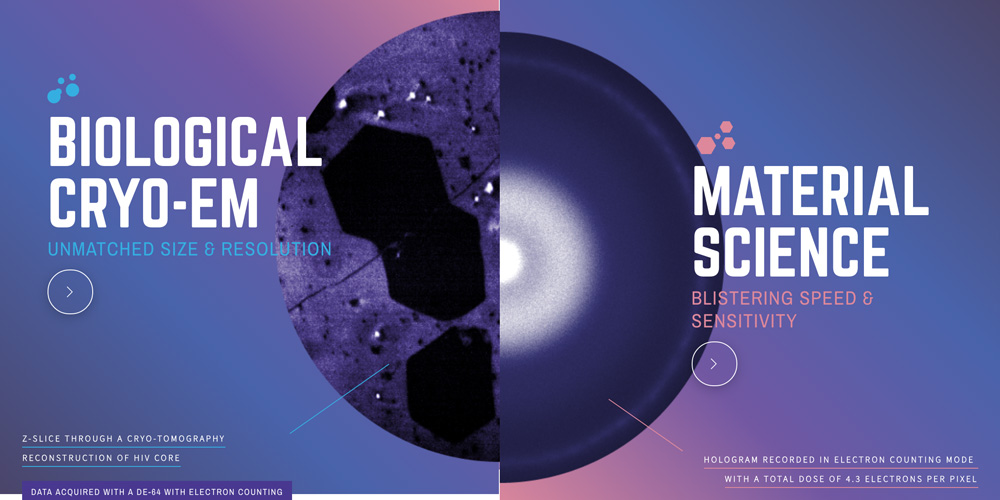 BIOLOGICAL
CRYO-EM
UNMATCHED SIZE & RESOLUTION
Z-SLICE THROUGH A CRYO-TOMOGRAPHY
RECONSTRUCTION OF HIV CORE
DATA ACQUIRED WITH A DE-64 WITH ELECTRON COUNTING
MATERIAL
SCIENCE
BLISTERING SPEED &
SENSITIVITY
HOLOGRAM RECORDED IN ELECTRON COUNTING MODE
WITH A TOTAL DOSE OF 4.3 ELECTRONS PER PIXEL